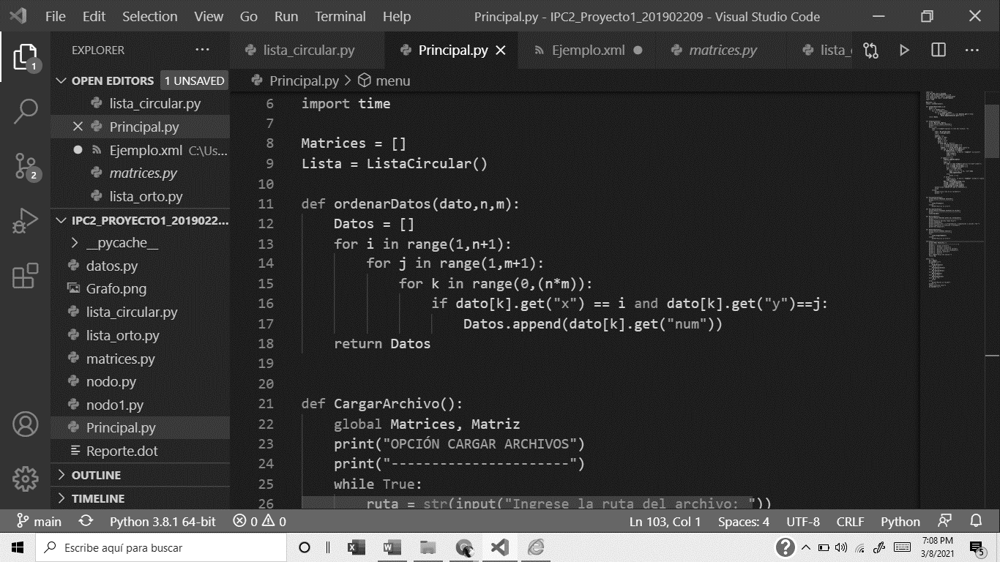 File Edit Selection View Go Run Terminal Help Principal.py - IPC2_Proyecto1_201902209 - Visual Studio Code
EXPLORER
lista_circular.py Principal.py Ejemplo.xml matrices.py lista_
1
OPEN EDITORS 1 UNSAVED
lista_circular.py
Principal.py
Ejemplo.xml C:\Us...
matrices.py
lista_orto.py
2
IPC2_PROYECTO1_2019022...
__pycache__
datos.py
Grafo.png
lista_circular.py
lista_orto.py
matrices.py
nodo.py
nodo1.py
Principal.py
Reporte.dot
OUTLINE
TIMELINE
Principal.py > menu
6 import time
7
8 Matrices = []
9 Lista = ListaCircular()
10
11 def ordenarDatos(dato,n,m):
12 Datos = []
13 for i in range(1,n+1):
14 for j in range(1,m+1):
15 for k in range(0,(n*m)):
16 if dato[k].get("x") == i and dato[k].get("y")==j:
17 Datos.append(dato[k].get("num"))
18 return Datos
19
20
21 def CargarArchivo():
22 global Matrices, Matriz
23 print("OPCIÓN CARGAR ARCHIVOS")
24 print("----------------------")
25 while True:
26 ruta = str(input("Ingrese la ruta del archivo: "))
main Python 3.8.1 64-bit 0 0 Ln 103, Col 1 Spaces: 4 UTF-8 CRLF Python
Escribe aquí para buscar
7:08 PM
3/8/2021
5